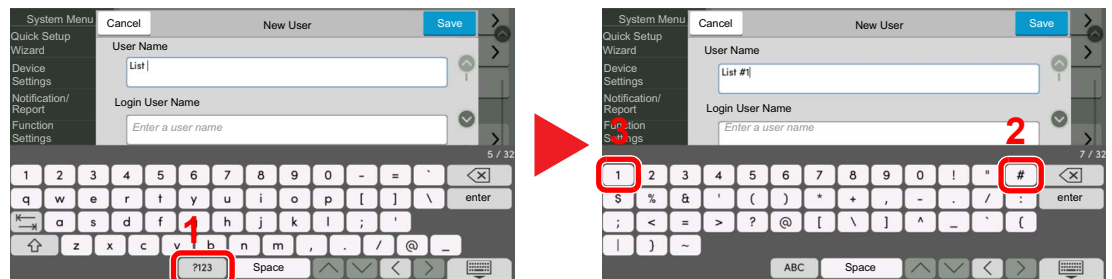 System Menu
Cancel
New User
Save
Quick Setup
Wizard
User Name
List
Device
Settings
Notification/
Report
Login User Name
Enter a user name
Function
Settings
5 / 32
1 2 3 4 5 6 7 8 9 0 - = `
q w e r t y u i o p [ ] \ enter
a s d f g h j k l ; '
z x c v b n m , . / @ _
1
?123 Space
System Menu
Cancel
New User
Save
Quick Setup
Wizard
User Name
List #1
Device
Settings
Notification/
Report
Login User Name
Enter a user name
Function
Settings
3
2
7 / 32
1 2 3 4 5 6 7 8 9 0 ! " #
$ % & ' ( ) * + , - . / : enter
; < = > ? @ [ \ ] ^ _ ` {
| } ~
ABC Space